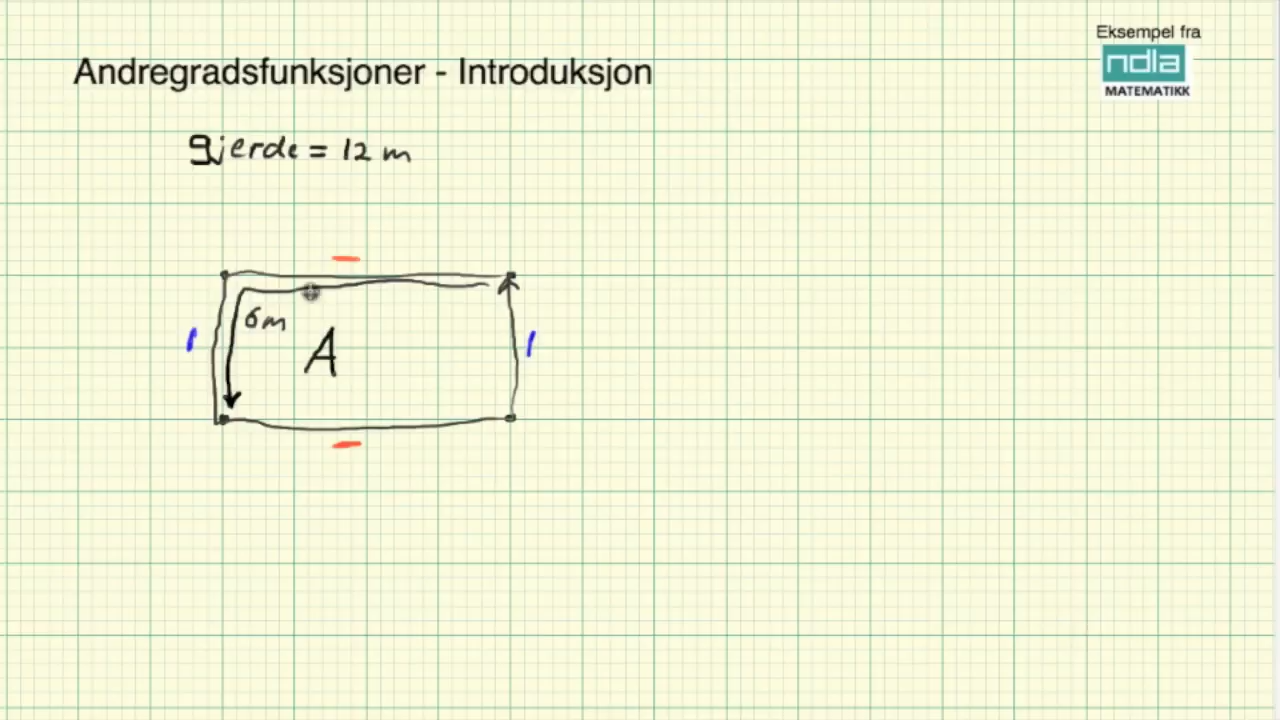 Eksempel fra
ndla
MATEMATIKK
Andregradsfunksjoner - Introduksjon
gjerde = 12 m
6m
A